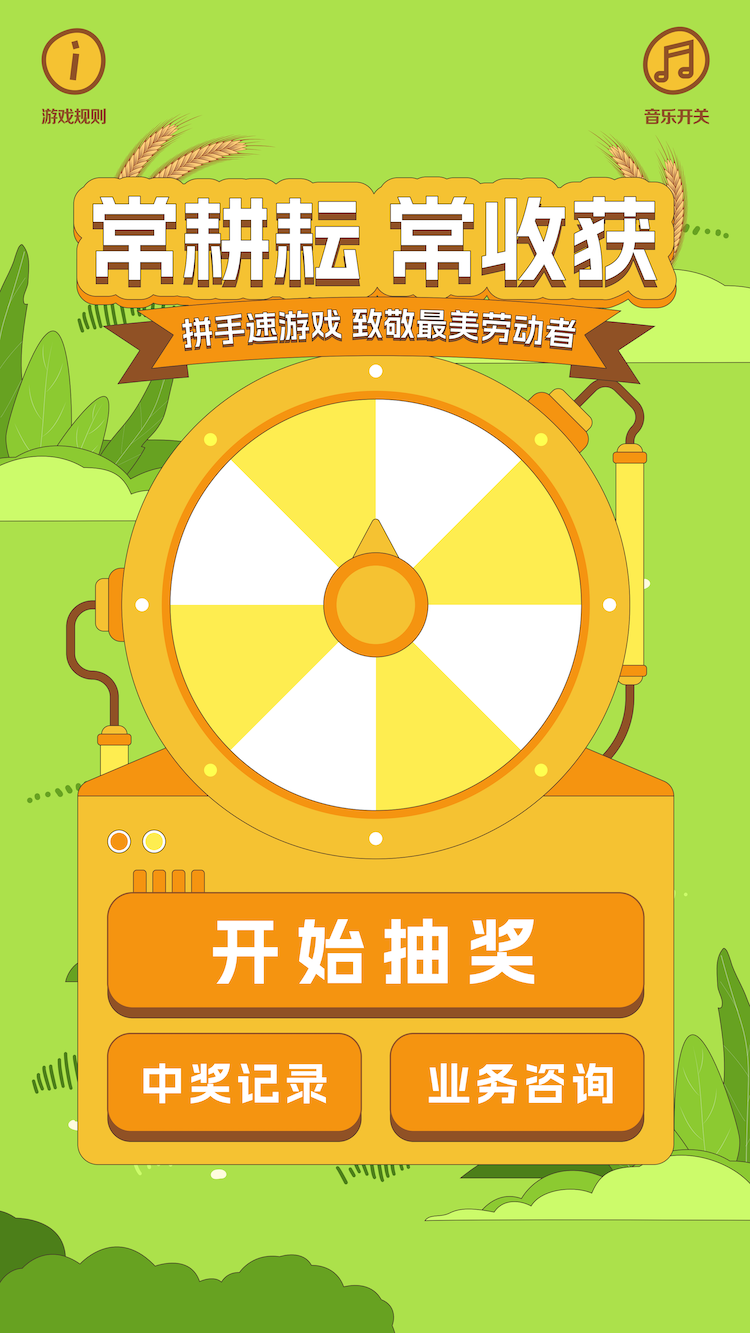 游戏规则
音乐开关
常耕耘 常收获
拼手速游戏 致敬最美劳动者
开始抽奖
中奖记录
业务咨询